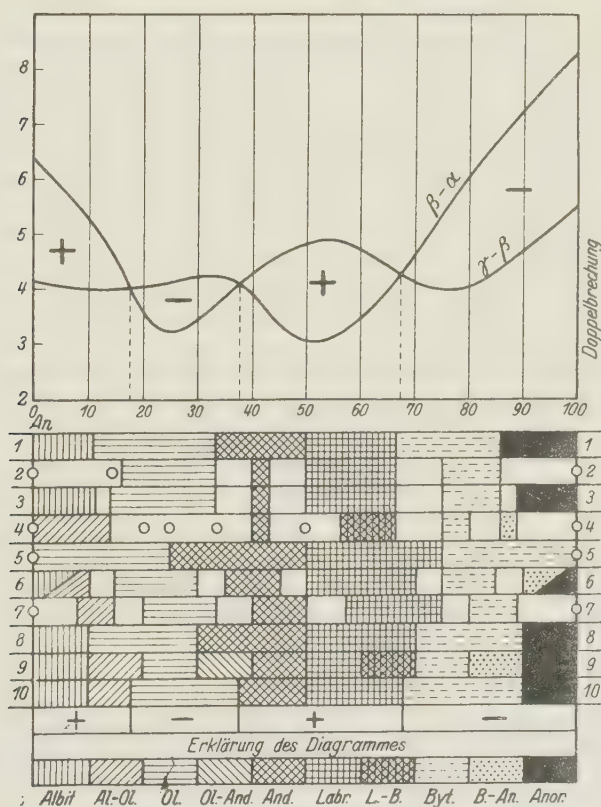 8
7
6
5
4
3
2
+
−
+
−
β−α
γ−β
Doppelbrechung
0 10 20 30 40 50 60 70 80 90 100
An
1 1
2 2
3 3
4 4
5 5
6 6
7 7
8 8
9 9
10 10
+ − + −
Erklärung des Diagrammes
Albit Al.-Ol. Ol. Ol-And. And. Labr. L.-B. Byt. B-An. Anor.